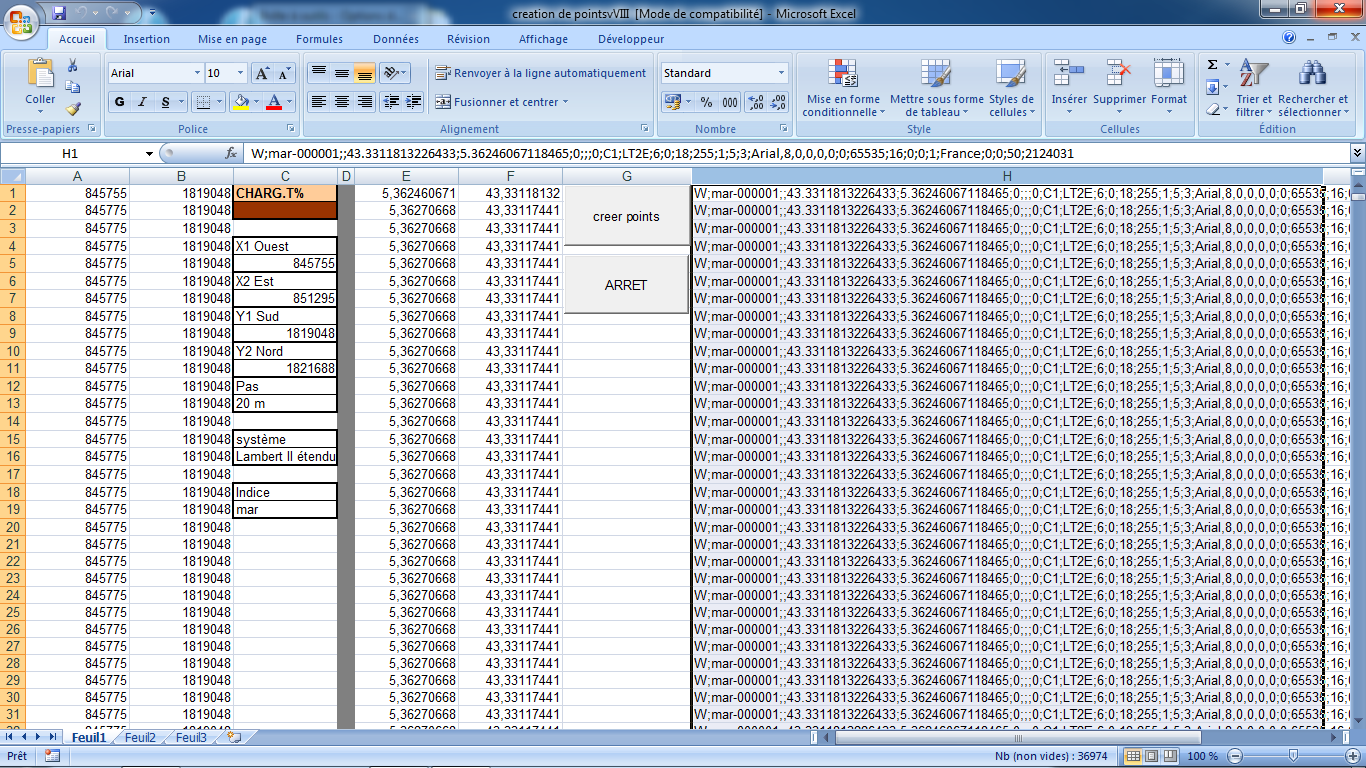 creation de pointsvVIII [Mode de compatibilité] - Microsoft Excel
Accueil Insertion Mise en page Formules Données Révision Affichage Développeur
Arial 10 Renvoyer à la ligne automatiquement Standard
Coller G I S Fusionner et centrer % 000 Mise en forme conditionnelle Mettre sous forme de tableau Styles de cellules Insérer Supprimer Format Trier et filtrer Rechercher et sélectionner
Presse-papiers Police Alignement Nombre Style Cellules Édition
H1 fx W;mar-000001;;43.3311813226433;5.36246067118465;0;;;0;C1;LT2E;6;0;18;255;1;5;3;Arial,8,0,0,0,0,0;65535;16;0;0;1;France;0;0;50;2124031
A B C D E F G H
1 845755 1819048 CHARG.T% 5,362460671 43,33118132 W;mar-000001;;43.3311813226433;5.36246067118465;0;;;0;C1;LT2E;6;0;18;255;1;5;3;Arial,8,0,0,0,0,0;65535;16;0
2 845775 1819048 5,36270668 43,33117441 creer points W;mar-000001;;43.3311813226433;5.36246067118465;0;;;0;C1;LT2E;6;0;18;255;1;5;3;Arial,8,0,0,0,0,0;65535;16;0
3 845775 1819048 5,36270668 43,33117441 W;mar-000001;;43.3311813226433;5.36246067118465;0;;;0;C1;LT2E;6;0;18;255;1;5;3;Arial,8,0,0,0,0,0;65535;16;0
4 845775 1819048 X1 Ouest 5,36270668 43,33117441 W;mar-000001;;43.3311813226433;5.36246067118465;0;;;0;C1;LT2E;6;0;18;255;1;5;3;Arial,8,0,0,0,0,0;65535;16;0
5 845775 1819048 845755 5,36270668 43,33117441 W;mar-000001;;43.3311813226433;5.36246067118465;0;;;0;C1;LT2E;6;0;18;255;1;5;3;Arial,8,0,0,0,0,0;65535;16;0
6 845775 1819048 X2 Est 5,36270668 43,33117441 ARRET W;mar-000001;;43.3311813226433;5.36246067118465;0;;;0;C1;LT2E;6;0;18;255;1;5;3;Arial,8,0,0,0,0,0;65535;16;0
7 845775 1819048 851295 5,36270668 43,33117441 W;mar-000001;;43.3311813226433;5.36246067118465;0;;;0;C1;LT2E;6;0;18;255;1;5;3;Arial,8,0,0,0,0,0;65535;16;0
8 845775 1819048 Y1 Sud 5,36270668 43,33117441 W;mar-000001;;43.3311813226433;5.36246067118465;0;;;0;C1;LT2E;6;0;18;255;1;5;3;Arial,8,0,0,0,0,0;65535;16;0
9 845775 1819048 1819048 5,36270668 43,33117441 W;mar-000001;;43.3311813226433;5.36246067118465;0;;;0;C1;LT2E;6;0;18;255;1;5;3;Arial,8,0,0,0,0,0;65535;16;0
10 845775 1819048 Y2 Nord 5,36270668 43,33117441 W;mar-000001;;43.3311813226433;5.36246067118465;0;;;0;C1;LT2E;6;0;18;255;1;5;3;Arial,8,0,0,0,0,0;65535;16;0
11 845775 1819048 1821688 5,36270668 43,33117441 W;mar-000001;;43.3311813226433;5.36246067118465;0;;;0;C1;LT2E;6;0;18;255;1;5;3;Arial,8,0,0,0,0,0;65535;16;0
12 845775 1819048 Pas 5,36270668 43,33117441 W;mar-000001;;43.3311813226433;5.36246067118465;0;;;0;C1;LT2E;6;0;18;255;1;5;3;Arial,8,0,0,0,0,0;65535;16;0
13 845775 1819048 20 m 5,36270668 43,33117441 W;mar-000001;;43.3311813226433;5.36246067118465;0;;;0;C1;LT2E;6;0;18;255;1;5;3;Arial,8,0,0,0,0,0;65535;16;0
14 845775 1819048 5,36270668 43,33117441 W;mar-000001;;43.3311813226433;5.36246067118465;0;;;0;C1;LT2E;6;0;18;255;1;5;3;Arial,8,0,0,0,0,0;65535;16;0
15 845775 1819048 système 5,36270668 43,33117441 W;mar-000001;;43.3311813226433;5.36246067118465;0;;;0;C1;LT2E;6;0;18;255;1;5;3;Arial,8,0,0,0,0,0;65535;16;0
16 845775 1819048 Lambert II étendu 5,36270668 43,33117441 W;mar-000001;;43.3311813226433;5.36246067118465;0;;;0;C1;LT2E;6;0;18;255;1;5;3;Arial,8,0,0,0,0,0;65535;16;0
17 845775 1819048 5,36270668 43,33117441 W;mar-000001;;43.3311813226433;5.36246067118465;0;;;0;C1;LT2E;6;0;18;255;1;5;3;Arial,8,0,0,0,0,0;65535;16;0
18 845775 1819048 Indice 5,36270668 43,33117441 W;mar-000001;;43.3311813226433;5.36246067118465;0;;;0;C1;LT2E;6;0;18;255;1;5;3;Arial,8,0,0,0,0,0;65535;16;0
19 845775 1819048 mar 5,36270668 43,33117441 W;mar-000001;;43.3311813226433;5.36246067118465;0;;;0;C1;LT2E;6;0;18;255;1;5;3;Arial,8,0,0,0,0,0;65535;16;0
20 845775 1819048 5,36270668 43,33117441 W;mar-000001;;43.3311813226433;5.36246067118465;0;;;0;C1;LT2E;6;0;18;255;1;5;3;Arial,8,0,0,0,0,0;65535;16;0
21 845775 1819048 5,36270668 43,33117441 W;mar-000001;;43.3311813226433;5.36246067118465;0;;;0;C1;LT2E;6;0;18;255;1;5;3;Arial,8,0,0,0,0,0;65535;16;0
22 845775 1819048 5,36270668 43,33117441 W;mar-000001;;43.3311813226433;5.36246067118465;0;;;0;C1;LT2E;6;0;18;255;1;5;3;Arial,8,0,0,0,0,0;65535;16;0
23 845775 1819048 5,36270668 43,33117441 W;mar-000001;;43.3311813226433;5.36246067118465;0;;;0;C1;LT2E;6;0;18;255;1;5;3;Arial,8,0,0,0,0,0;65535;16;0
24 845775 1819048 5,36270668 43,33117441 W;mar-000001;;43.3311813226433;5.36246067118465;0;;;0;C1;LT2E;6;0;18;255;1;5;3;Arial,8,0,0,0,0,0;65535;16;0
25 845775 1819048 5,36270668 43,33117441 W;mar-000001;;43.3311813226433;5.36246067118465;0;;;0;C1;LT2E;6;0;18;255;1;5;3;Arial,8,0,0,0,0,0;65535;16;0
26 845775 1819048 5,36270668 43,33117441 W;mar-000001;;43.3311813226433;5.36246067118465;0;;;0;C1;LT2E;6;0;18;255;1;5;3;Arial,8,0,0,0,0,0;65535;16;0
27 845775 1819048 5,36270668 43,33117441 W;mar-000001;;43.3311813226433;5.36246067118465;0;;;0;C1;LT2E;6;0;18;255;1;5;3;Arial,8,0,0,0,0,0;65535;16;0
28 845775 1819048 5,36270668 43,33117441 W;mar-000001;;43.3311813226433;5.36246067118465;0;;;0;C1;LT2E;6;0;18;255;1;5;3;Arial,8,0,0,0,0,0;65535;16;0
29 845775 1819048 5,36270668 43,33117441 W;mar-000001;;43.3311813226433;5.36246067118465;0;;;0;C1;LT2E;6;0;18;255;1;5;3;Arial,8,0,0,0,0,0;65535;16;0
30 845775 1819048 5,36270668 43,33117441 W;mar-000001;;43.3311813226433;5.36246067118465;0;;;0;C1;LT2E;6;0;18;255;1;5;3;Arial,8,0,0,0,0,0;65535;16;0
31 845775 1819048 5,36270668 43,33117441 W;mar-000001;;43.3311813226433;5.36246067118465;0;;;0;C1;LT2E;6;0;18;255;1;5;3;Arial,8,0,0,0,0,0;65535;16;0
Feuil1 Feuil2 Feuil3
Prêt Nb (non vides) : 36974 100 %